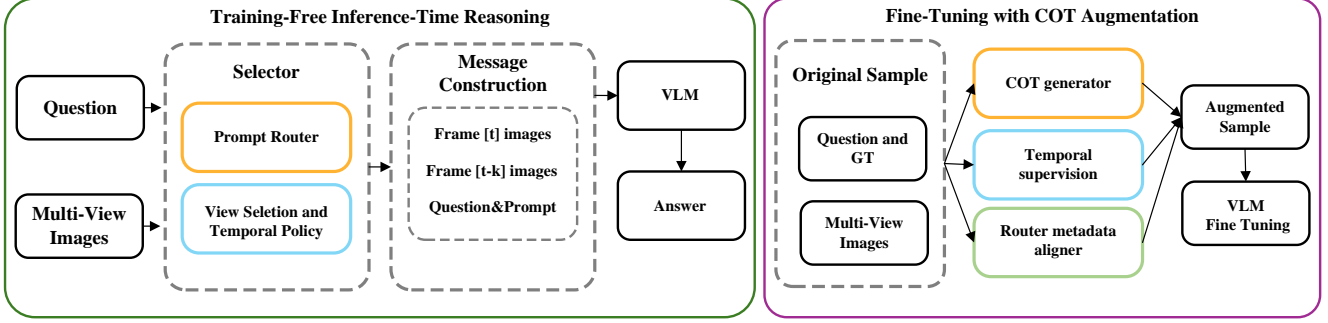 Training-Free Inference-Time Reasoning
Question
Multi-View
Images
Selector
Prompt Router
View Seletion and
Temporal Policy
Message
Construction
Frame [t] images
Frame [t-k] images
Question&Prompt
VLM
Answer
Fine-Tuning with COT Augmentation
Original Sample
Question and
GT
Multi-View
Images
COT generator
Temporal
supervision
Router metadata
aligner
Augmented
Sample
VLM
Fine Tuning